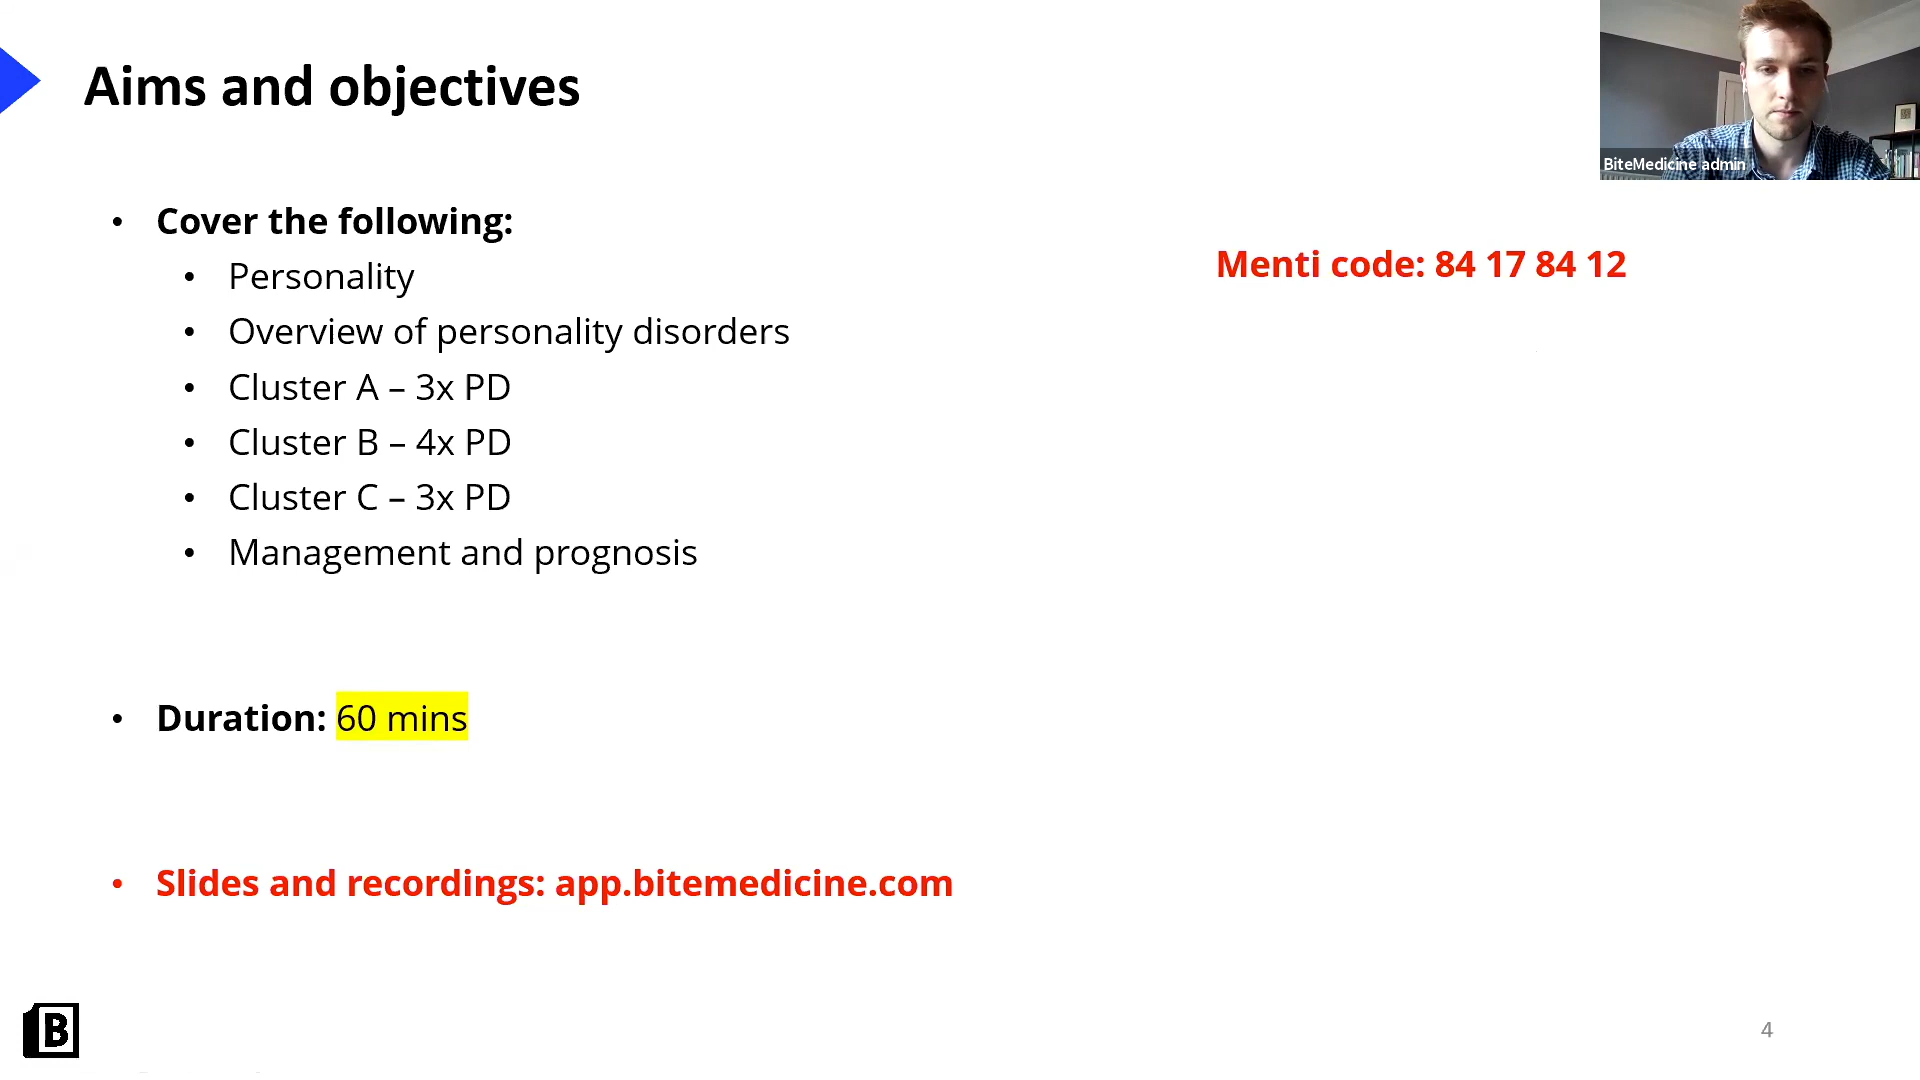 Aims and objectives
BiteMedicine admin
• Cover the following:
Menti code: 84 17 84 12
• Personality
• Overview of personality disorders
• Cluster A – 3x PD
• Cluster B – 4x PD
• Cluster C – 3x PD
• Management and prognosis
• Duration: 60 mins
• Slides and recordings: app.bitemedicine.com
B
4